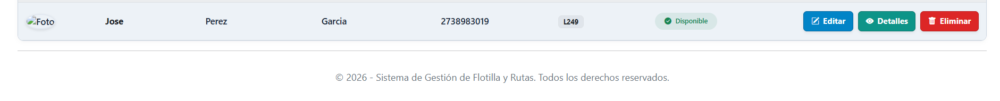 Foto Jose Perez Garcia 2738983019 L249 Disponible Editar Detalles Eliminar
© 2026 - Sistema de Gestión de Flotilla y Rutas. Todos los derechos reservados.